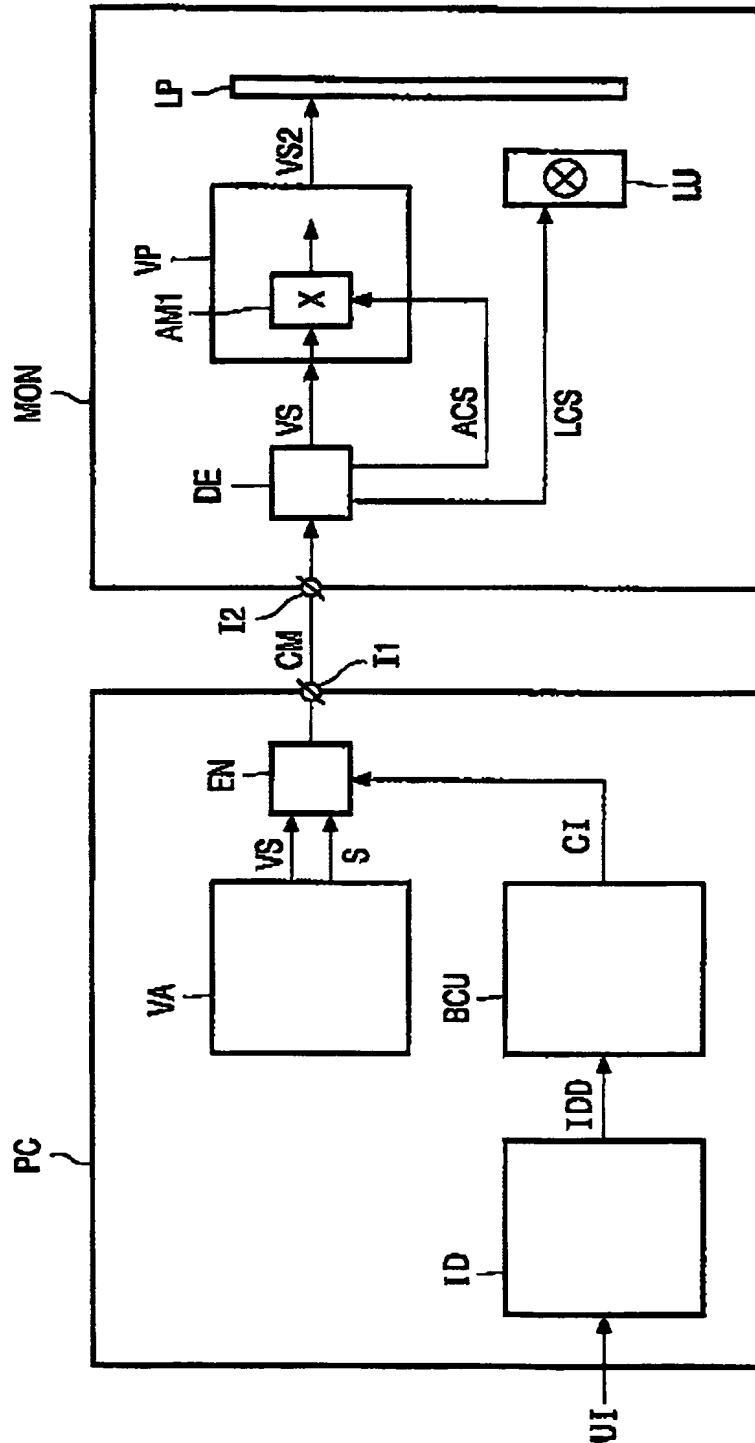 PC
MON
UI
ID
IDD
BCU
CI
VA
VS
S
EN
I1
CM
I2
DE
VS
ACS
LCS
AM1
X
VP
VS2
LP
LU